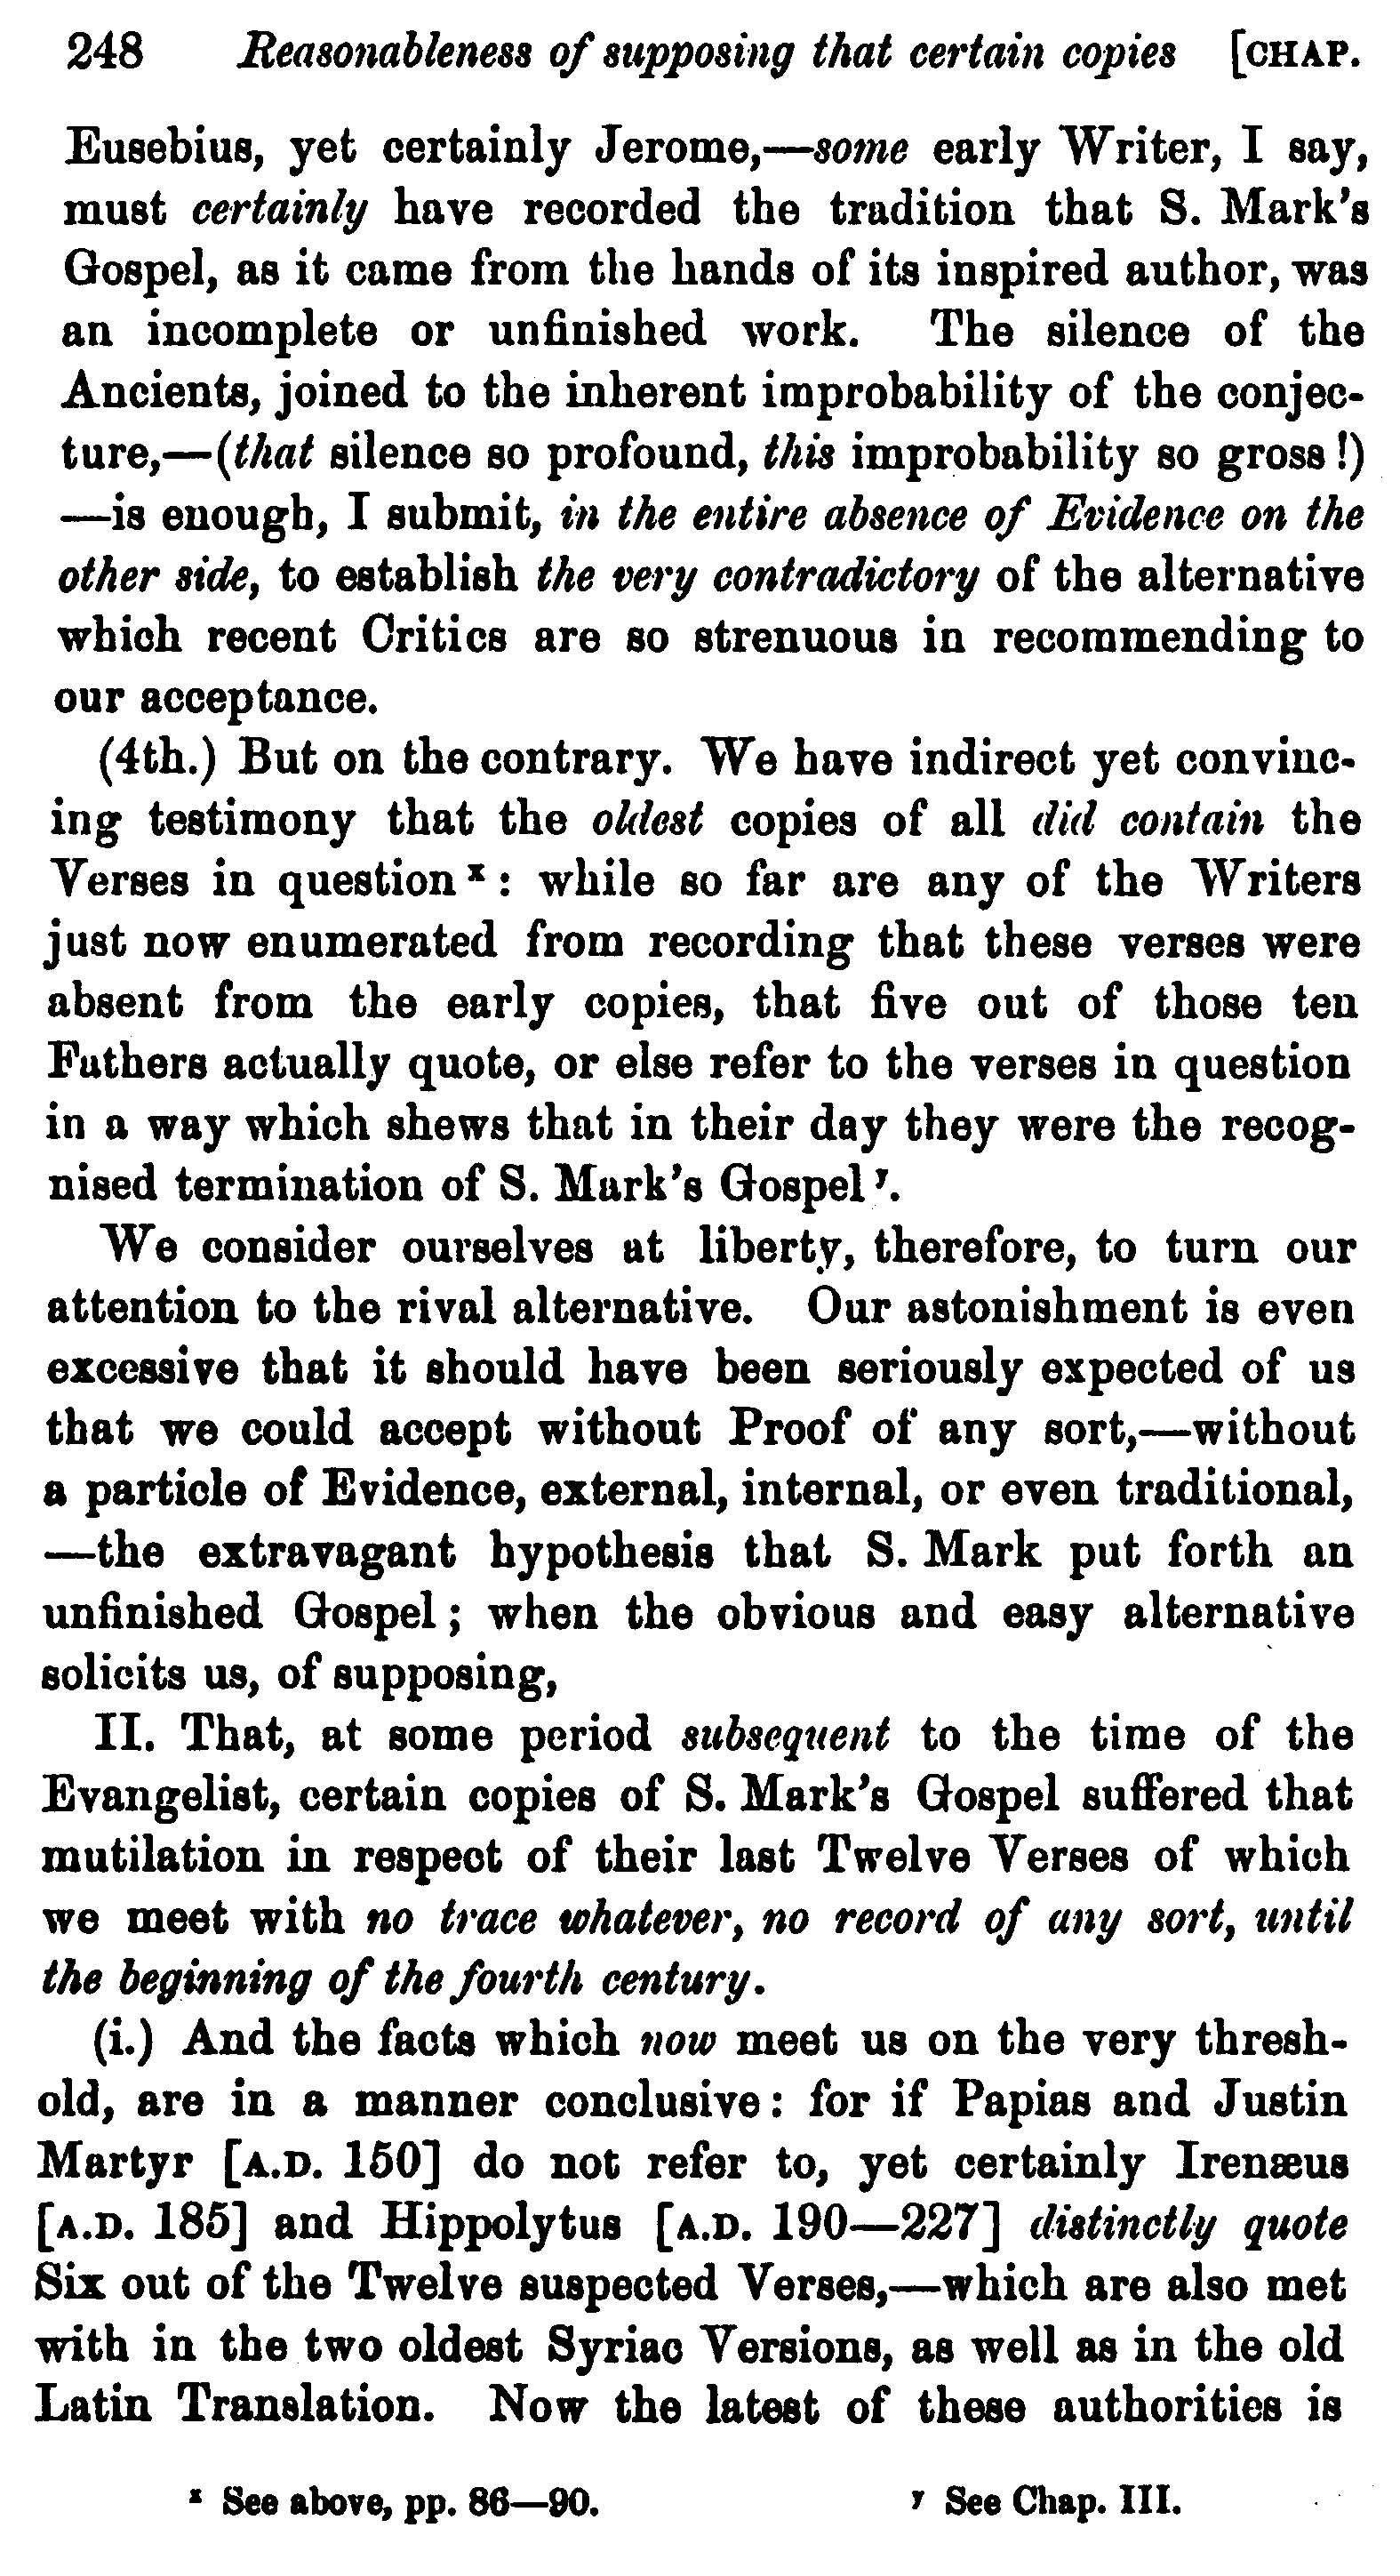 248 Reasonableness of supposing that certain copies [CHAP.
Eusebius, yet certainly Jerome,—some early Writer, I say,
must certainly have recorded the tradition that S. Mark's
Gospel, as it came from the hands of its inspired author, was
an incomplete or unfinished work. The silence of the
Ancients, joined to the inherent improbability of the conjec-
ture,—(that silence so profound, this improbability so gross!)
—is enough, I submit, in the entire absence of Evidence on the
other side, to establish the very contradictory of the alternative
which recent Critics are so strenuous in recommending to
our acceptance.
(4th.) But on the contrary. We have indirect yet convinc-
ing testimony that the oldest copies of all did contain the
Verses in question ˣ: while so far are any of the Writers
just now enumerated from recording that these verses were
absent from the early copies, that five out of those ten
Fathers actually quote, or else refer to the verses in question
in a way which shews that in their day they were the recog-
nised termination of S. Mark's Gospel ʸ.
We consider ourselves at liberty, therefore, to turn our
attention to the rival alternative. Our astonishment is even
excessive that it should have been seriously expected of us
that we could accept without Proof of any sort,—without
a particle of Evidence, external, internal, or even traditional,
—the extravagant hypothesis that S. Mark put forth an
unfinished Gospel; when the obvious and easy alternative
solicits us, of supposing,
II. That, at some period subsequent to the time of the
Evangelist, certain copies of S. Mark's Gospel suffered that
mutilation in respect of their last Twelve Verses of which
we meet with no trace whatever, no record of any sort, until
the beginning of the fourth century.
(i.) And the facts which now meet us on the very thresh-
old, are in a manner conclusive: for if Papias and Justin
Martyr [A.D. 150] do not refer to, yet certainly Irenæus
[A.D. 185] and Hippolytus [A.D. 190—227] distinctly quote
Six out of the Twelve suspected Verses,—which are also met
with in the two oldest Syriac Versions, as well as in the old
Latin Translation. Now the latest of these authorities is
ˣ See above, pp. 86—90. ʸ See Chap. III.